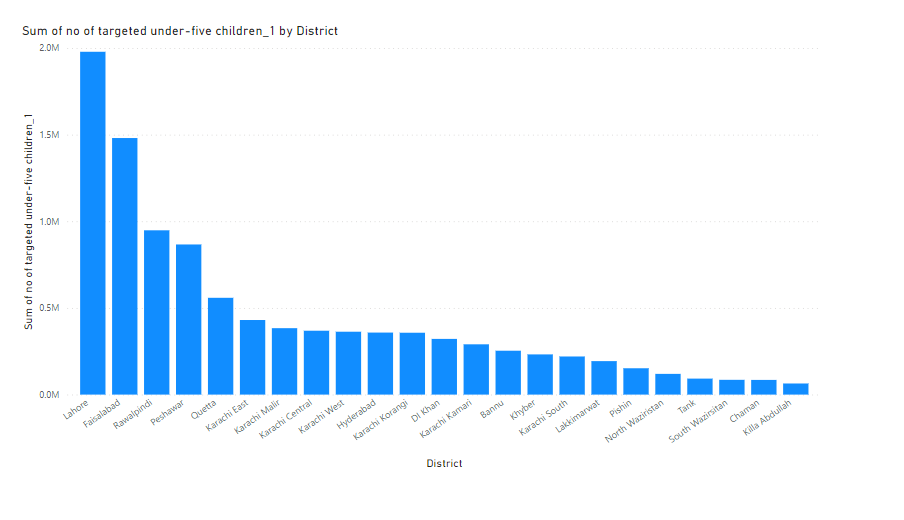 Sum of no of targeted under-five children_1 by District
2.0M
1.5M
1.0M
0.5M
0.0M
Sum of no of targeted under-five children_1
Lahore
Faisalabad
Rawalpindi
Peshawar
Quetta
Karachi East
Karachi Malir
Karachi Central
Karachi West
Hyderabad
Karachi Korangi
DI Khan
Karachi Kamari
Bannu
Khyber
Karachi South
Lakkimarwat
Pishin
North Waziristan
Tank
South Wazirsitan
Chaman
Killa Abdullah
District